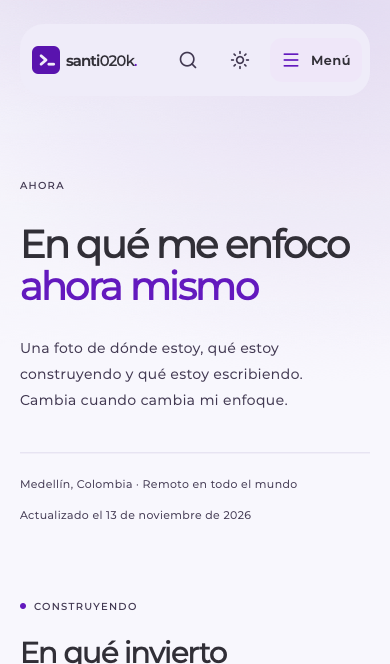 santi020k.
Menú
AHORA
En qué me enfoco
ahora mismo
Una foto de dónde estoy, qué estoy
construyendo y qué estoy escribiendo.
Cambia cuando cambia mi enfoque.
Medellín, Colombia · Remoto en todo el mundo
Actualizado el 13 de noviembre de 2026
CONSTRUYENDO
En qué invierto